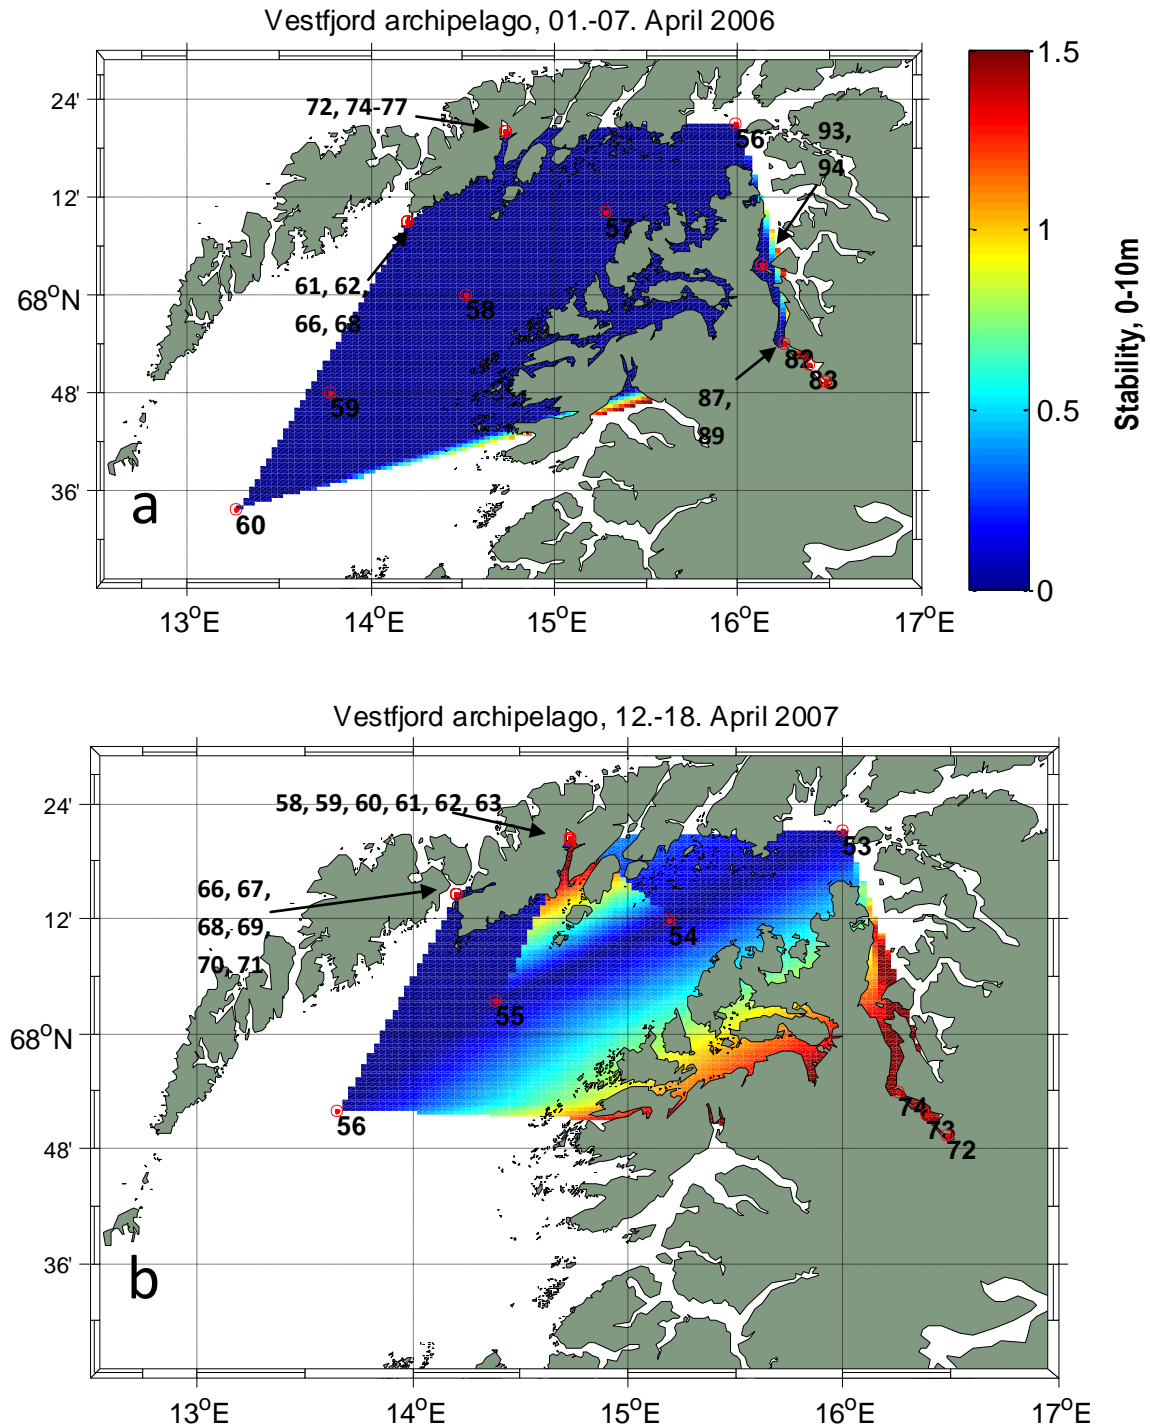 Vestfjord archipelago, 01.-07. April 2006
1.5
24'
72, 74-77
56
93,
94
12'
57
1
61, 62,
68°N
58
66, 68
82
83
48'
59
87,
0.5
89
36'
a
60
0
Stability, 0-10m
13°E
14°E
15°E
16°E
17°E
Vestfjord archipelago, 12.-18. April 2007
24'
58, 59, 60, 61, 62, 63
53
66, 67,
12'
68, 69,
54
70, 71
55
68°N
74
56
73
48'
72
36'
b
13°E
14°E
15°E
16°E
17°E